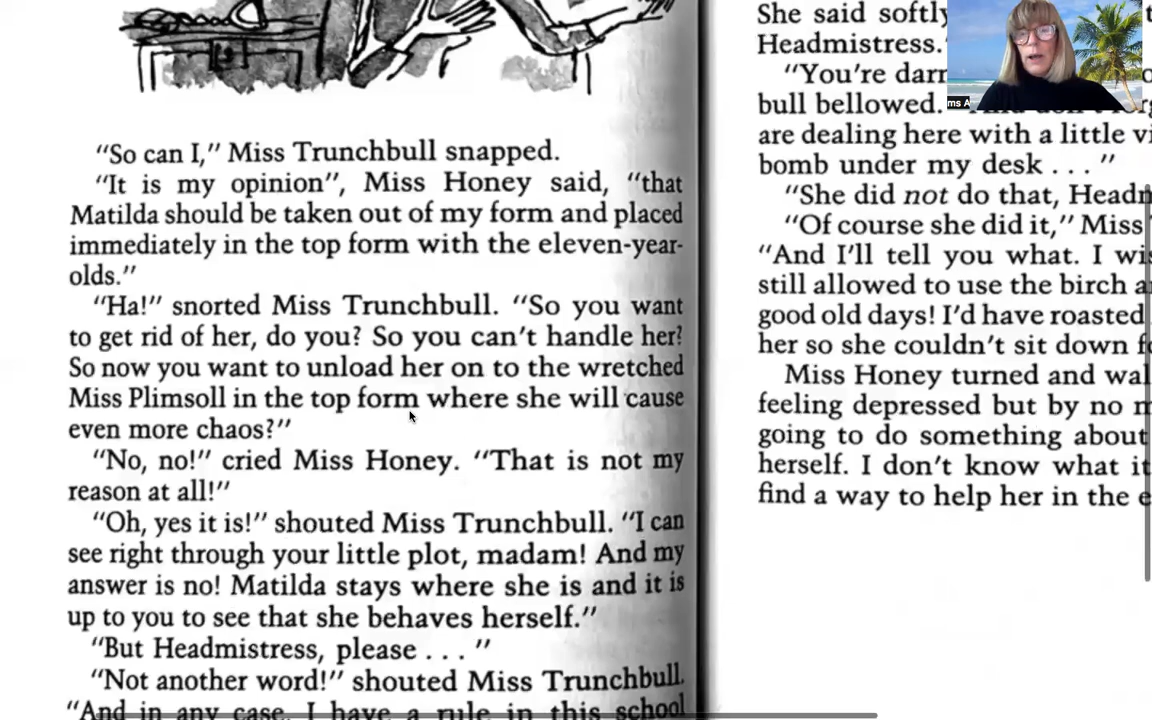 "So can I," Miss Trunchbull snapped.
"It is my opinion", Miss Honey said, "that
Matilda should be taken out of my form and placed
immediately in the top form with the eleven-year-
olds."
"Ha!" snorted Miss Trunchbull. "So you want
to get rid of her, do you? So you can't handle her?
So now you want to unload her on to the wretched
Miss Plimsoll in the top form where she will cause
even more chaos?"
"No, no!" cried Miss Honey. "That is not my
reason at all!"
"Oh, yes it is!" shouted Miss Trunchbull. "I can
see right through your little plot, madam! And my
answer is no! Matilda stays where she is and it is
up to you to see that she behaves herself."
"But Headmistress, please . . . "
"Not another word!" shouted Miss Trunchbull.
"And in any case, I have a rule in this school
She said softly
Headmistress.
"You're
bull bellowed.
are dealing here with a little
bomb under my desk . . . "
"She did not do that,
"Of course she did it," Miss
"And I'll tell you what. I
still allowed to use the birch
good old days! I'd have roasted
her so she couldn't sit down
Miss Honey turned and
feeling depressed but by no
going to do something about
herself. I don't know what it
find a way to help her in the
ms A